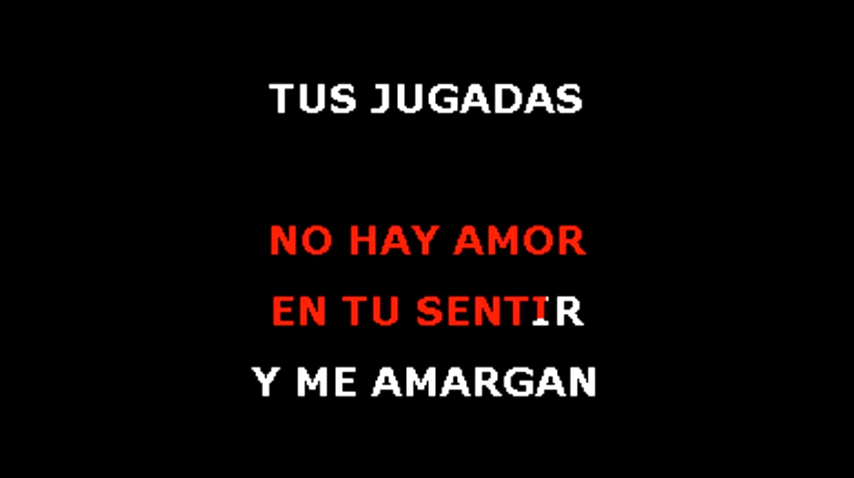 TUS JUGADAS
NO HAY AMOR
EN TU SENTIR
Y ME AMARGAN